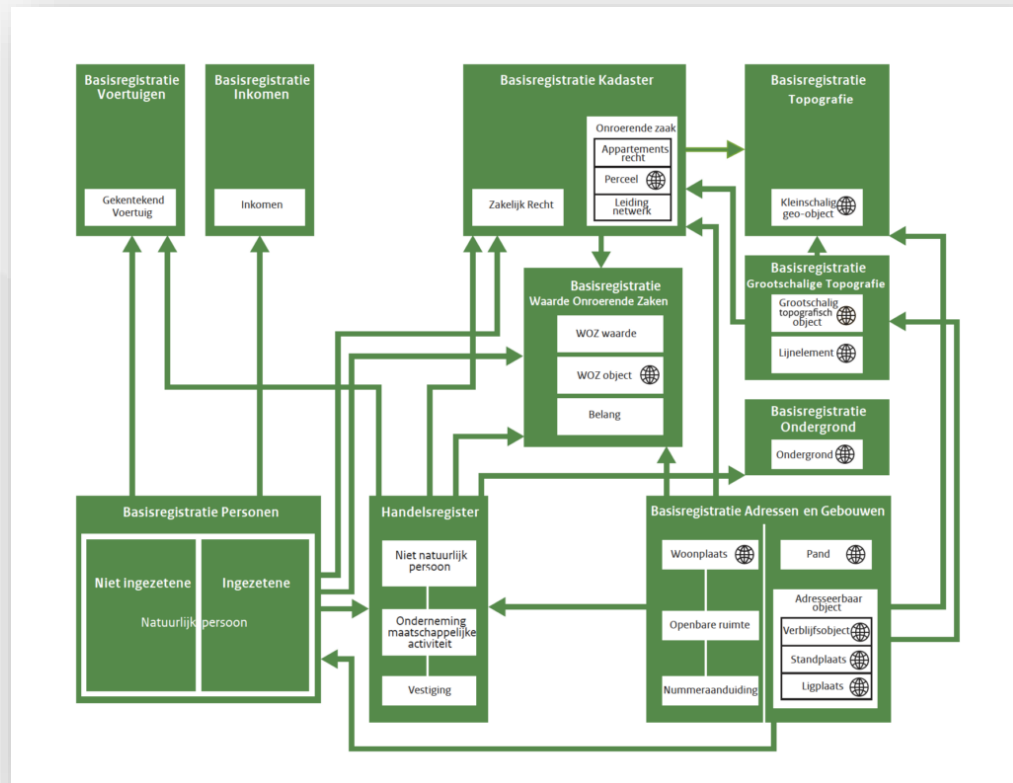 Basisregistratie
Voertuigen
Gekentekend
Voertuig
Basisregistratie
Inkomen
Inkomen
Basisregistratie Kadaster
Onroerende zaak
Appartements
recht
Perceel
Leiding
netwerk
Zakelijk Recht
Basisregistratie
Topografie
Kleinschalig
geo-object
Basisregistratie
Waarde Onroerende Zaken
WOZ waarde
WOZ object
Belang
Basisregistratie
Grootschalige Topografie
Grootschalig
topografisch
object
Lijnelement
Basisregistratie
Ondergrond
Ondergrond
Basisregistratie Personen
Niet ingezetene
Ingezetene
Natuurlijk persoon
Handelsregister
Niet natuurlijk
persoon
Onderneming
maatschappelijke
activiteit
Vestiging
Basisregistratie Adressen en Gebouwen
Woonplaats
Openbare ruimte
Nummeraanduiding
Pand
Adresseerbaar
object
Verblijfsobject
Standplaats
Ligplaats